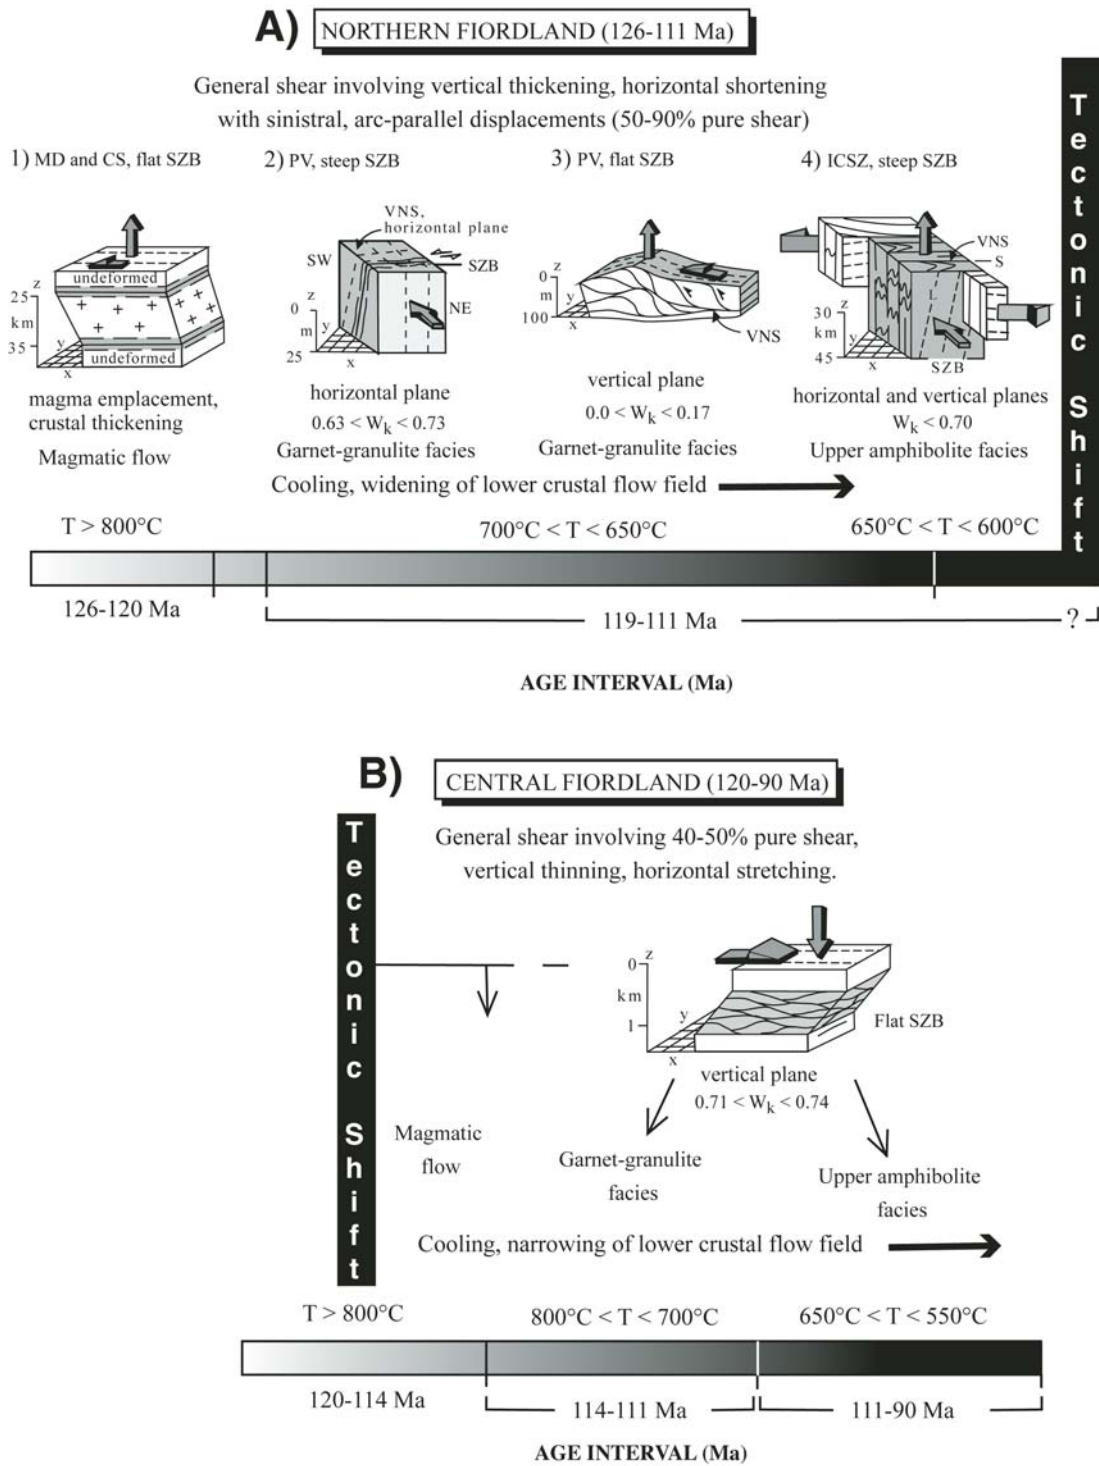 A) NORTHERN FIORDLAND (126-111 Ma)
General shear involving vertical thickening, horizontal shortening
with sinistral, arc-parallel displacements (50-90% pure shear)
1) MD and CS, flat SZB
undeformed
z
25
km
35
y
x
undeformed
magma emplacement,
crustal thickening
Magmatic flow
2) PV, steep SZB
VNS,
horizontal plane
SW
SZB
z
0
m
y
NE
25
x
horizontal plane
0.63 < Wk < 0.73
Garnet-granulite facies
3) PV, flat SZB
z
0
m
y
100
x
VNS
vertical plane
0.0 < Wk < 0.17
Garnet-granulite facies
4) ICSZ, steep SZB
VNS
S
L
z
30
km
y
45
x
SZB
horizontal and vertical planes
Wk < 0.70
Upper amphibolite facies
Cooling, widening of lower crustal flow field
Tectonic Shift
T > 800°C
700°C < T < 650°C
650°C < T < 600°C
126-120 Ma
119-111 Ma
?
AGE INTERVAL (Ma)
B) CENTRAL FIORDLAND (120-90 Ma)
Tectonic Shift
General shear involving 40-50% pure shear,
vertical thinning, horizontal stretching.
z
0
km
y
1
x
Flat SZB
vertical plane
0.71 < Wk < 0.74
Magmatic
flow
Garnet-granulite
facies
Upper amphibolite
facies
Cooling, narrowing of lower crustal flow field
T > 800°C
800°C < T < 700°C
650°C < T < 550°C
120-114 Ma
114-111 Ma
111-90 Ma
AGE INTERVAL (Ma)